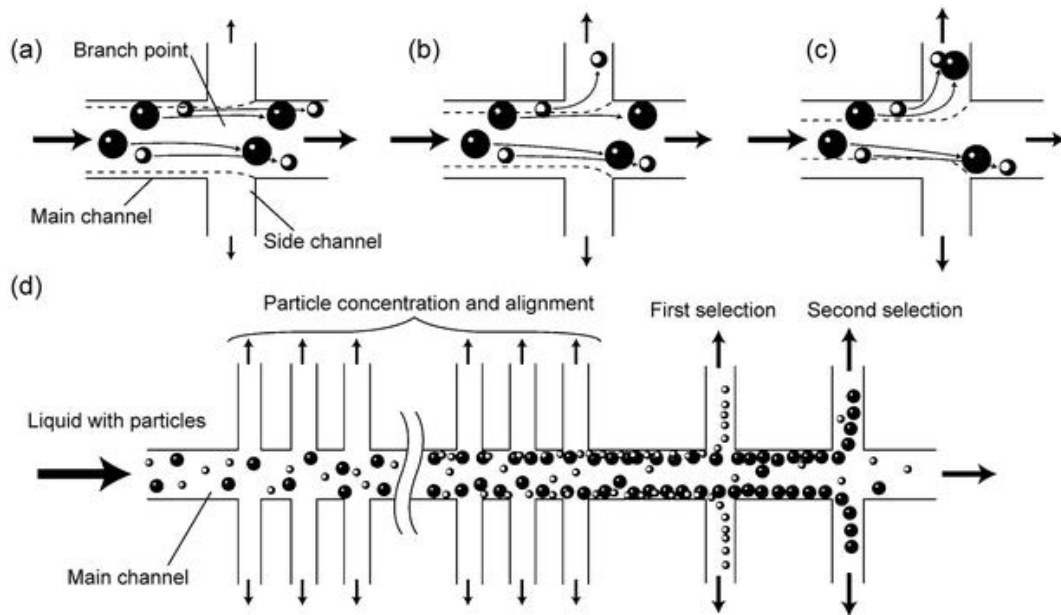 (a)
Branch point
(b)
(c)
Main channel
Side channel
(d)
Particle concentration and alignment
First selection
Second selection
Liquid with particles
Main channel